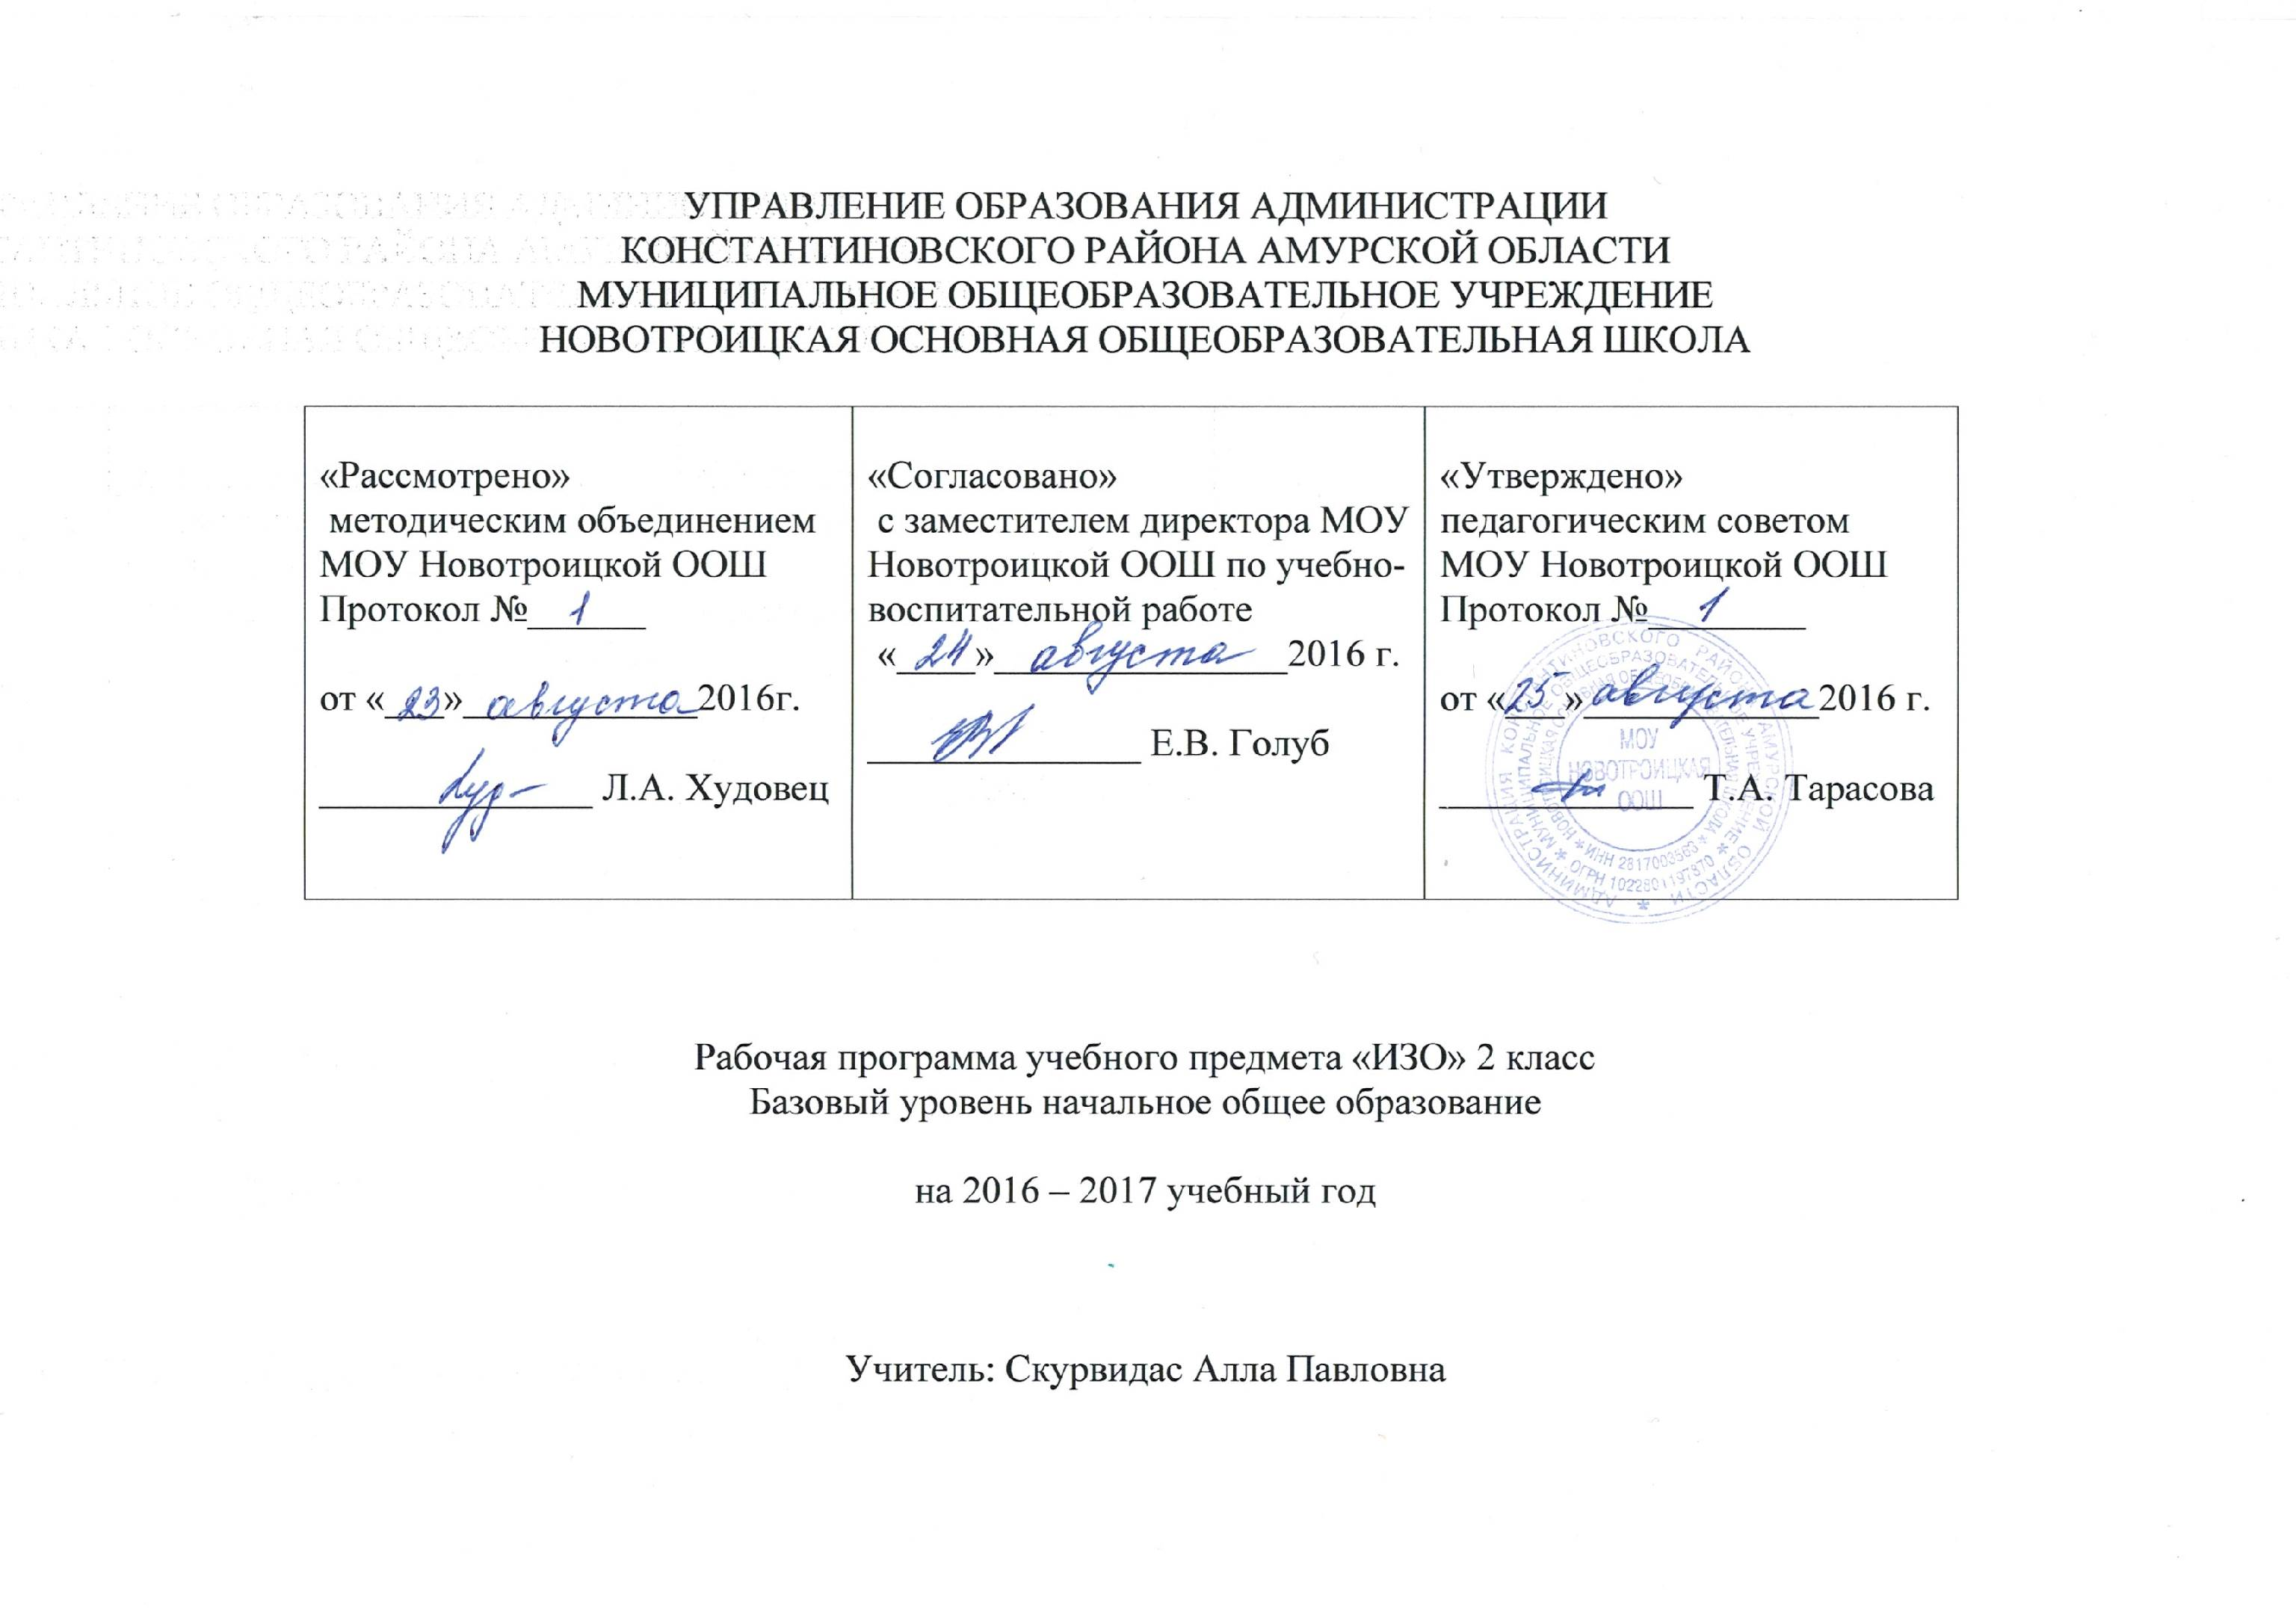 УПРАВЛЕНИЕ ОБРАЗОВАНИЯ АДМИНИСТРАЦИИ
КОНСТАНТИНОВСКОГО РАЙОНА АМУРСКОЙ ОБЛАСТИ
МУНИЦИПАЛЬНОЕ ОБЩЕОБРАЗОВАТЕЛЬНОЕ УЧРЕЖДЕНИЕ
НОВОТРОИЦКАЯ ОСНОВНАЯ ОБЩЕОБРАЗОВАТЕЛЬНАЯ ШКОЛА
«Рассмотрено»
методическим объединением
МОУ Новотроицкой ООШ
Протокол № 1
от «23» августа 2016г.
Л.А. Худовец
«Согласовано»
с заместителем директора МОУ
Новотроицкой ООШ по учебно-
воспитательной работе
«24» августа 2016 г.
Е.В. Голуб
«Утверждено»
педагогическим советом
МОУ Новотроицкой ООШ
Протокол № 1
от «25» августа 2016 г.
Т.А. Тарасова
МОУ
НОВОТРОИЦКАЯ
ООШ
Рабочая программа учебного предмета «ИЗО» 2 класс
Базовый уровень начальное общее образование
на 2016 – 2017 учебный год
Учитель: Скурвидас Алла Павловна